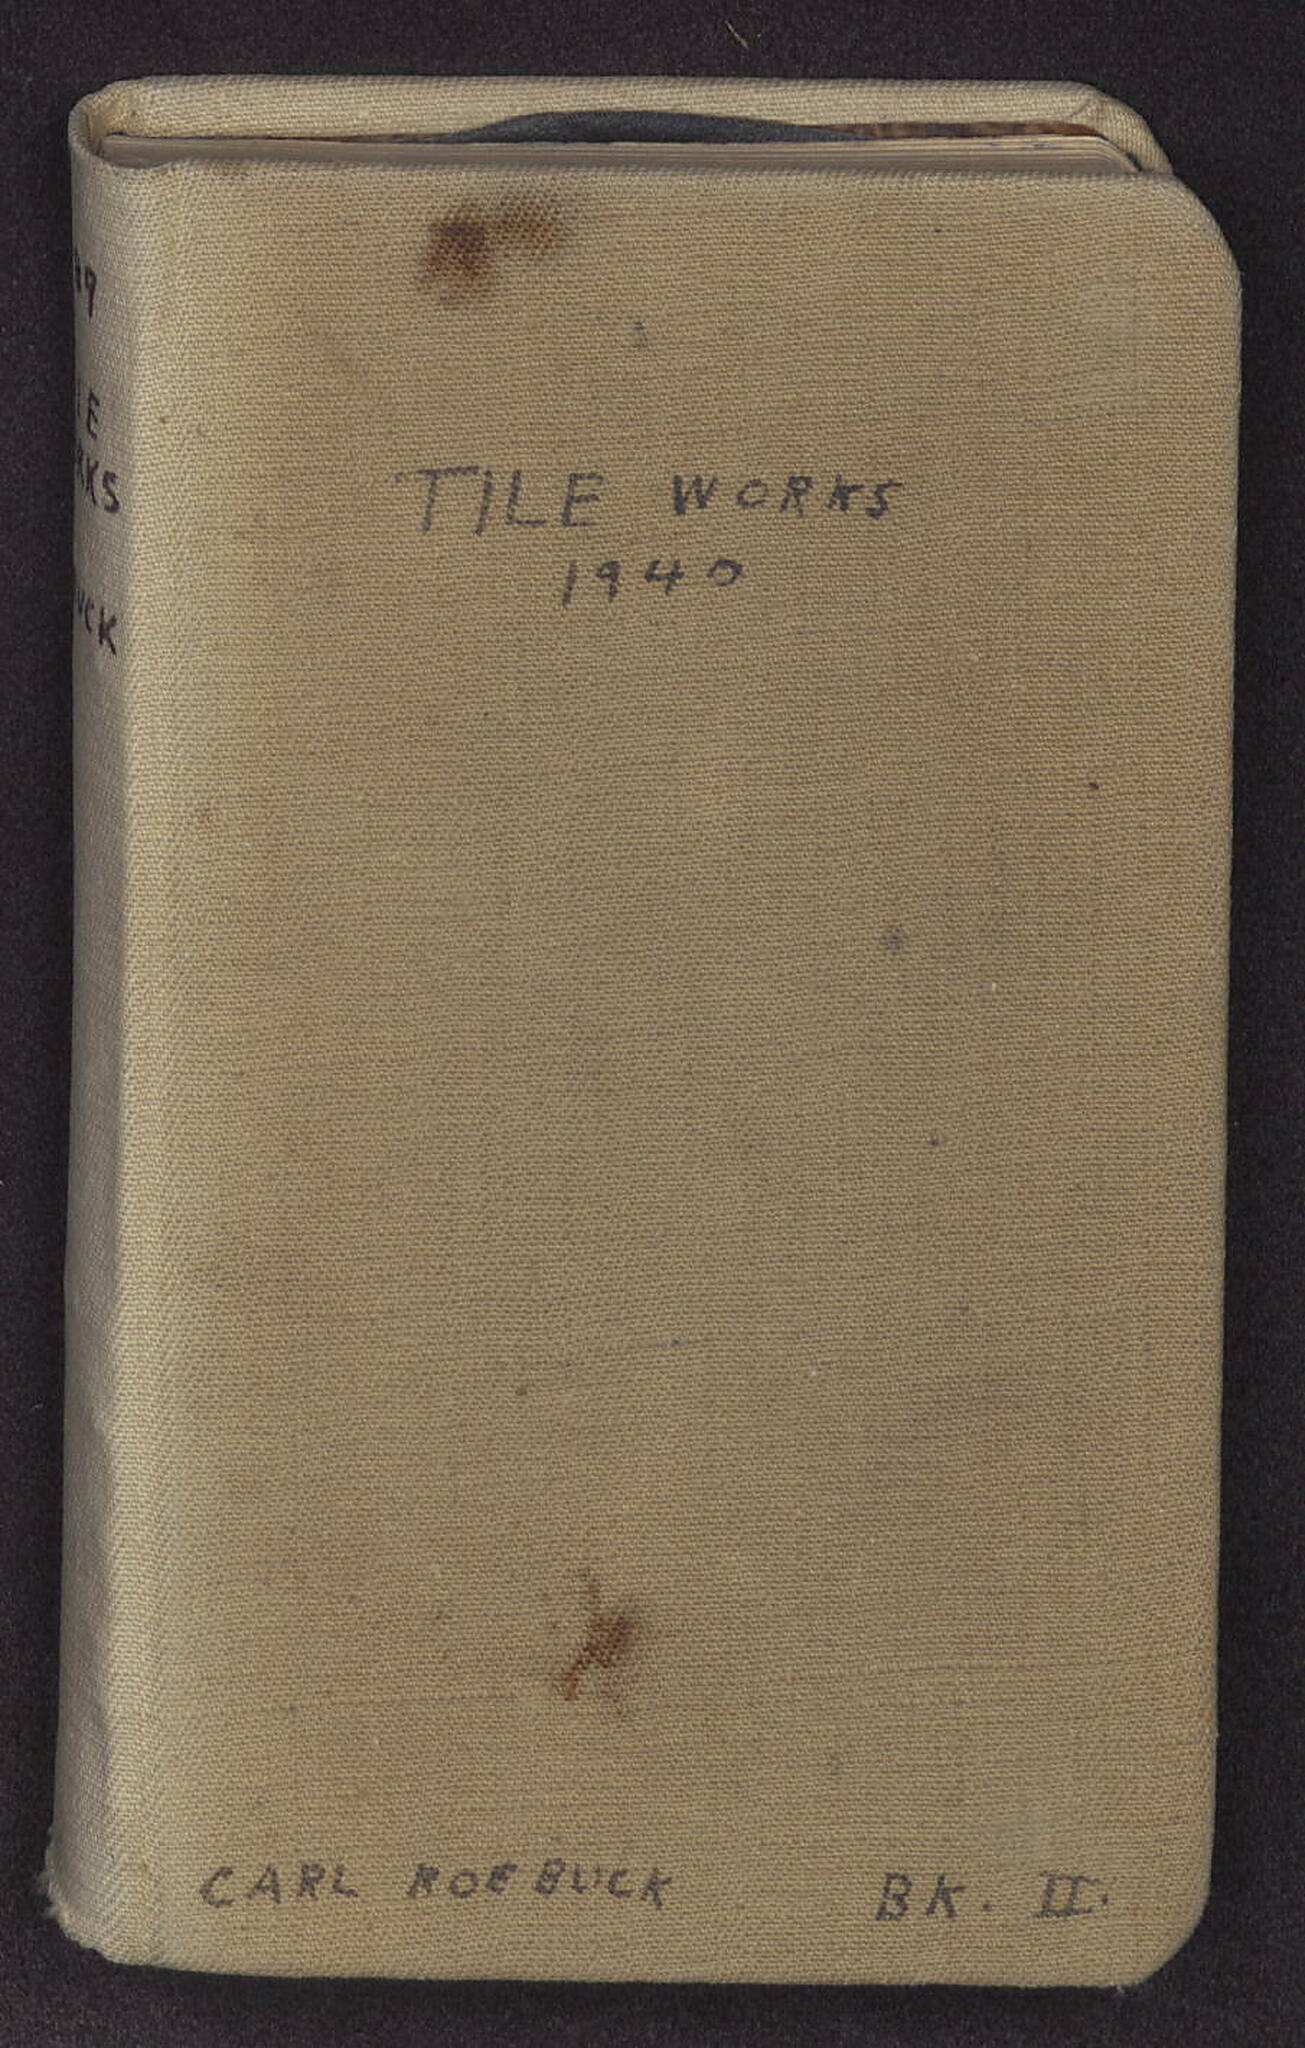 TILE WORKS
1940
CARL ROEBUCK BK. II.